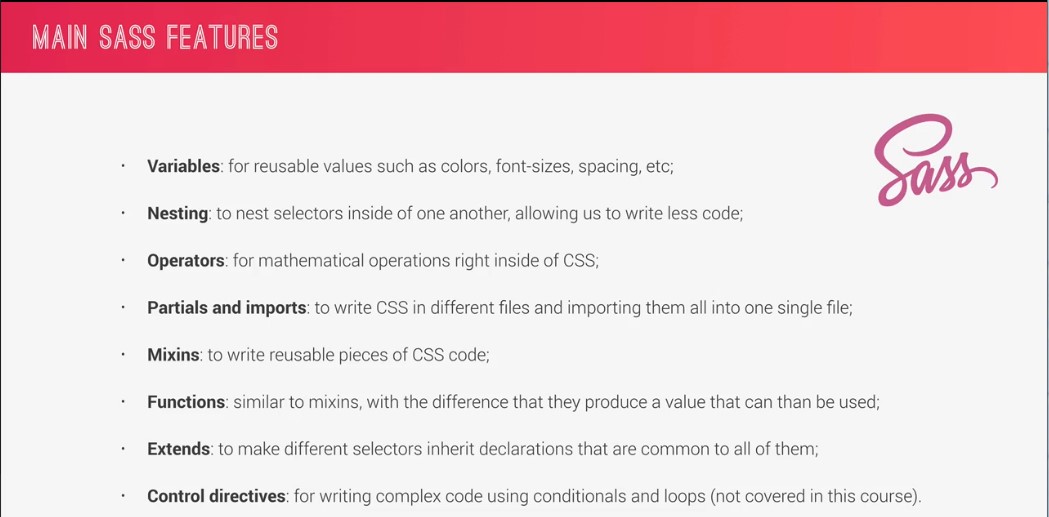 MAIN SASS FEATURES
Sass
Variables: for reusable values such as colors, font-sizes, spacing, etc;
Nesting: to nest selectors inside of one another, allowing us to write less code;
Operators: for mathematical operations right inside of CSS;
Partials and imports: to write CSS in different files and importing them all into one single file;
Mixins: to write reusable pieces of CSS code;
Functions: similar to mixins, with the difference that they produce a value that can than be used;
Extends: to make different selectors inherit declarations that are common to all of them;
Control directives: for writing complex code using conditionals and loops (not covered in this course).